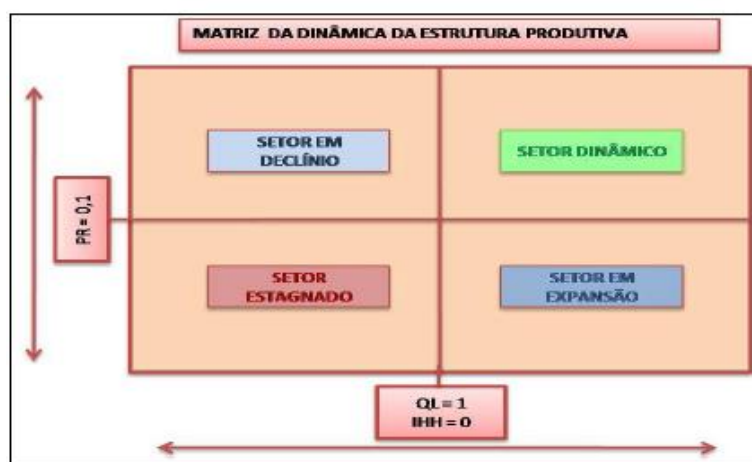 MATRIZ DA DINÂMICA DA ESTRUTURA PRODUTIVA
SETOR EM
DECLÍNIO
SETOR DINÂMICO
PR = 0,1
SETOR
ESTAGNADO
SETOR EM
EXPANSÃO
QL = 1
IHH = 0